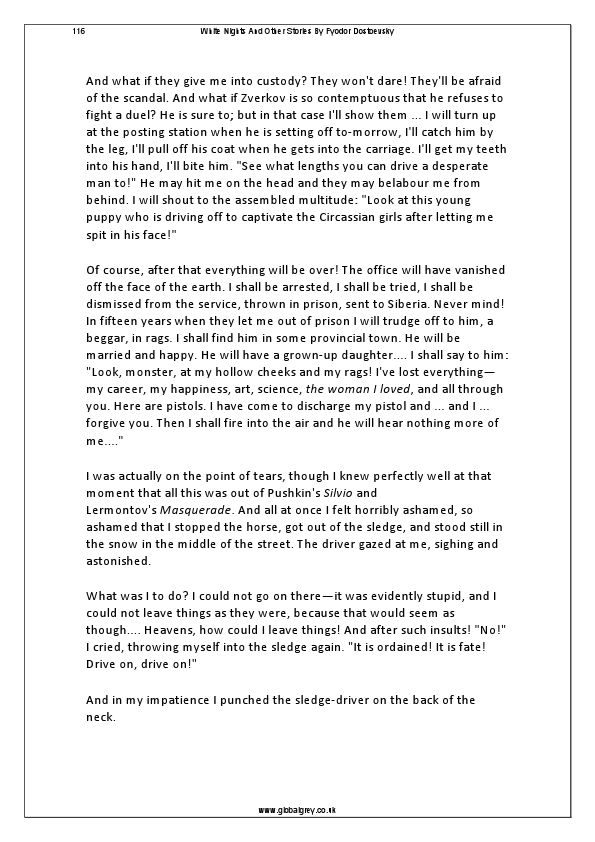 116
White Nights And Other Stories By Fyodor Dostoevsky
And what if they give me into custody? They won't dare! They'll be afraid
of the scandal. And what if Zverkov is so contemptuous that he refuses to
fight a duel? He is sure to; but in that case I'll show them ... I will turn up
at the posting station when he is setting off to-morrow, I'll catch him by
the leg, I'll pull off his coat when he gets into the carriage. I'll get my teeth
into his hand, I'll bite him. "See what lengths you can drive a desperate
man to!" He may hit me on the head and they may belabour me from
behind. I will shout to the assembled multitude: "Look at this young
puppy who is driving off to captivate the Circassian girls after letting me
spit in his face!"
Of course, after that everything will be over! The office will have vanished
off the face of the earth. I shall be arrested, I shall be tried, I shall be
dismissed from the service, thrown in prison, sent to Siberia. Never mind!
In fifteen years when they let me out of prison I will trudge off to him, a
beggar, in rags. I shall find him in some provincial town. He will be
married and happy. He will have a grown-up daughter.... I shall say to him:
"Look, monster, at my hollow cheeks and my rags! I've lost everything—
my career, my happiness, art, science, the woman I loved, and all through
you. Here are pistols. I have come to discharge my pistol and ... and I ...
forgive you. Then I shall fire into the air and he will hear nothing more of
me...."
I was actually on the point of tears, though I knew perfectly well at that
moment that all this was out of Pushkin's Silvio and
Lermontov's Masquerade. And all at once I felt horribly ashamed, so
ashamed that I stopped the horse, got out of the sledge, and stood still in
the snow in the middle of the street. The driver gazed at me, sighing and
astonished.
What was I to do? I could not go on there—it was evidently stupid, and I
could not leave things as they were, because that would seem as
though.... Heavens, how could I leave things! And after such insults! "No!"
I cried, throwing myself into the sledge again. "It is ordained! It is fate!
Drive on, drive on!"
And in my impatience I punched the sledge-driver on the back of the
neck.
www.globalgrey.co.uk